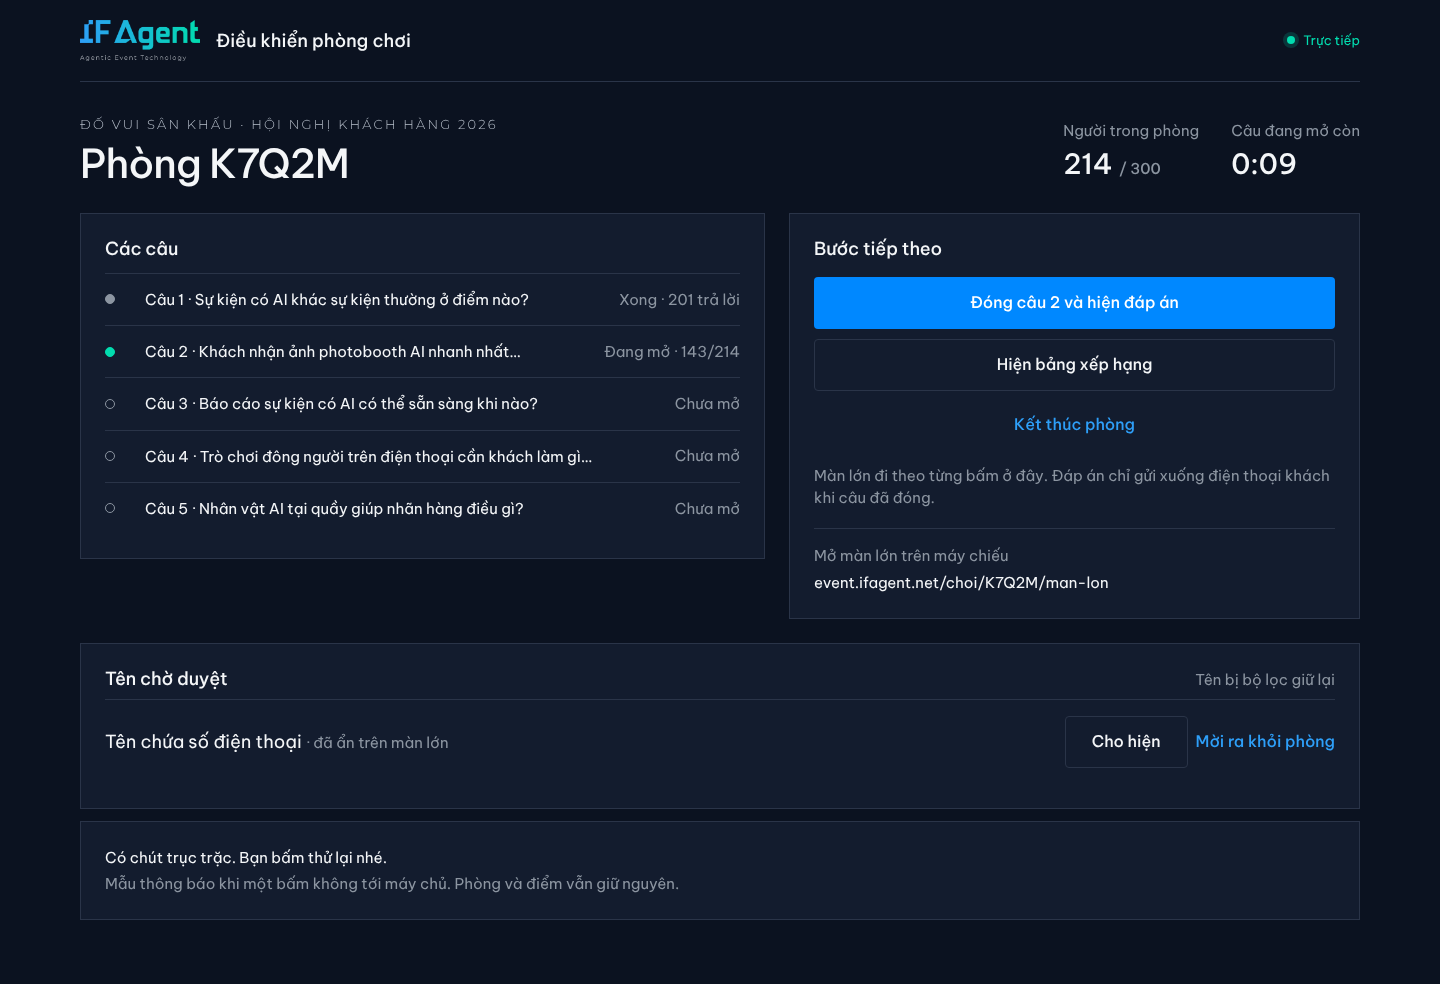 IF Agent
Agentic Event Technology
Điều khiển phòng chơi
Trực tiếp
ĐỐ VUI SÂN KHẤU · HỘI NGHỊ KHÁCH HÀNG 2026
Phòng K7Q2M
Người trong phòng
214 / 300
Câu đang mở còn
0:09
Các câu
Câu 1 · Sự kiện có AI khác sự kiện thường ở điểm nào?
Xong · 201 trả lời
Câu 2 · Khách nhận ảnh photobooth AI nhanh nhất...
Đang mở · 143/214
Câu 3 · Báo cáo sự kiện có AI có thể sẵn sàng khi nào?
Chưa mở
Câu 4 · Trò chơi đông người trên điện thoại cần khách làm gì...
Chưa mở
Câu 5 · Nhân vật AI tại quầy giúp nhãn hàng điều gì?
Chưa mở
Bước tiếp theo
Đóng câu 2 và hiện đáp án
Hiện bảng xếp hạng
Kết thúc phòng
Màn lớn đi theo từng bấm ở đây. Đáp án chỉ gửi xuống điện thoại khách
khi câu đã đóng.
Mở màn lớn trên máy chiếu
event.ifagent.net/choi/K7Q2M/man-lon
Tên chờ duyệt
Tên bị bộ lọc giữ lại
Tên chứa số điện thoại · đã ẩn trên màn lớn
Cho hiện
Mời ra khỏi phòng
Có chút trục trặc. Bạn bấm thử lại nhé.
Mẫu thông báo khi một bấm không tới máy chủ. Phòng và điểm vẫn giữ nguyên.